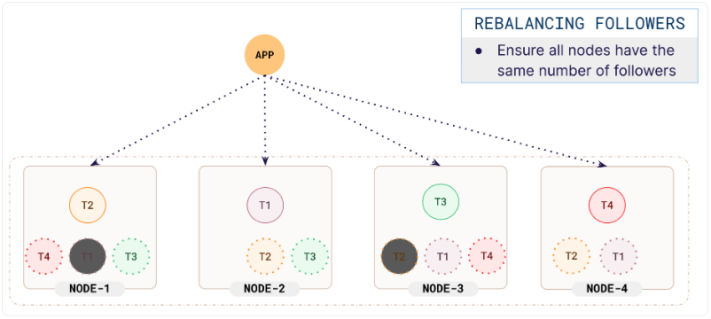 REBALANCING FOLLOWERS
● Ensure all nodes have the
same number of followers
APP
T2
T1
T3
T4
T4 T1 T3
T2 T3
T2 T1 T4
T2 T1
NODE-1
NODE-2
NODE-3
NODE-4